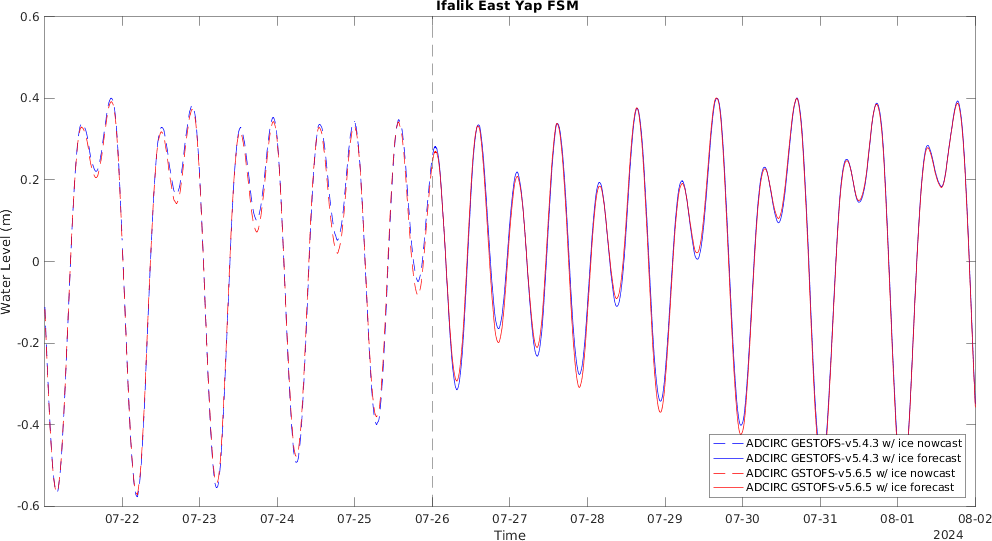 Ifalik East Yap FSM
0.6
0.4
0.2
0
-0.2
-0.4
-0.6
Water Level (m)
ADCIRC GESTOFS-v5.4.3 w/ ice nowcast
ADCIRC GESTOFS-v5.4.3 w/ ice forecast
ADCIRC GSTOFS-v5.6.5 w/ ice nowcast
ADCIRC GSTOFS-v5.6.5 w/ ice forecast
07-22 07-23 07-24 07-25 07-26 07-27 07-28 07-29 07-30 07-31 08-01 08-02
Time
2024